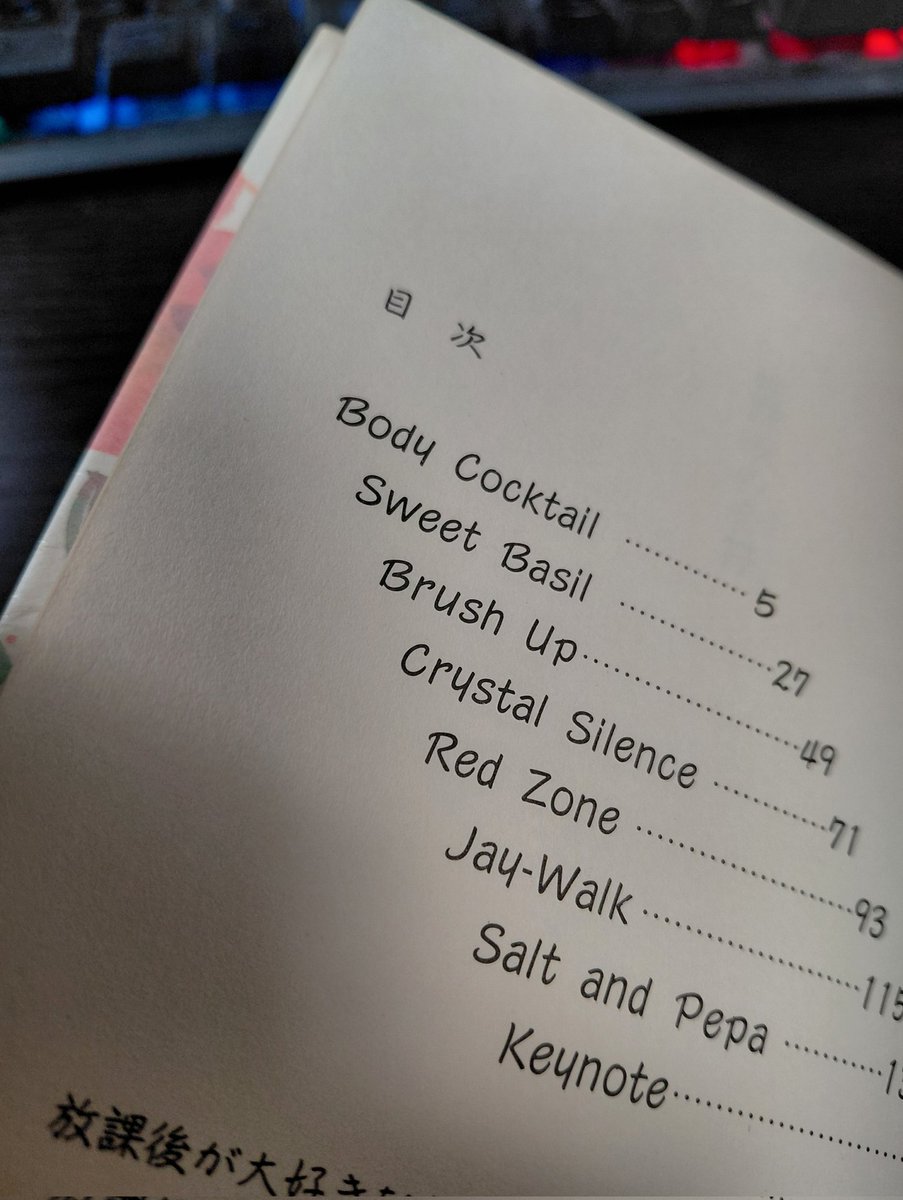 目 次
Body Cocktail ………… 5
Sweet Basil ………… 27
Brush Up………… 49
Crystal Silence ………… 71
Red Zone ………… 93
Jay-Walk ………… 115
Salt and Pepa …………
Keynote…………
放課後が大好き